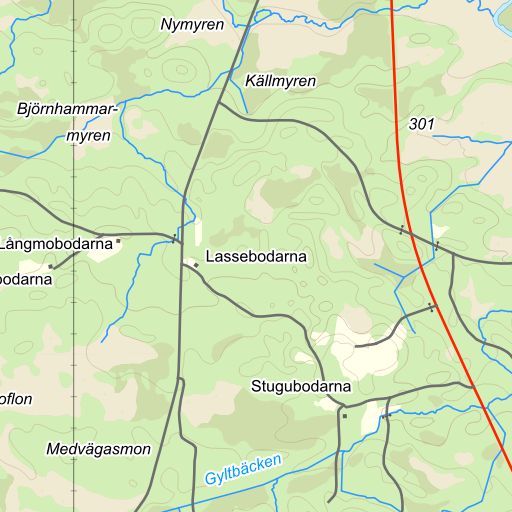 Nymyren
Källmyren
Björnhammar-
myren
301
Långmobodarna
Lassebodarna
bodarna
Stugubodarna
oflon
Medvägasmon
Gyltbäcken